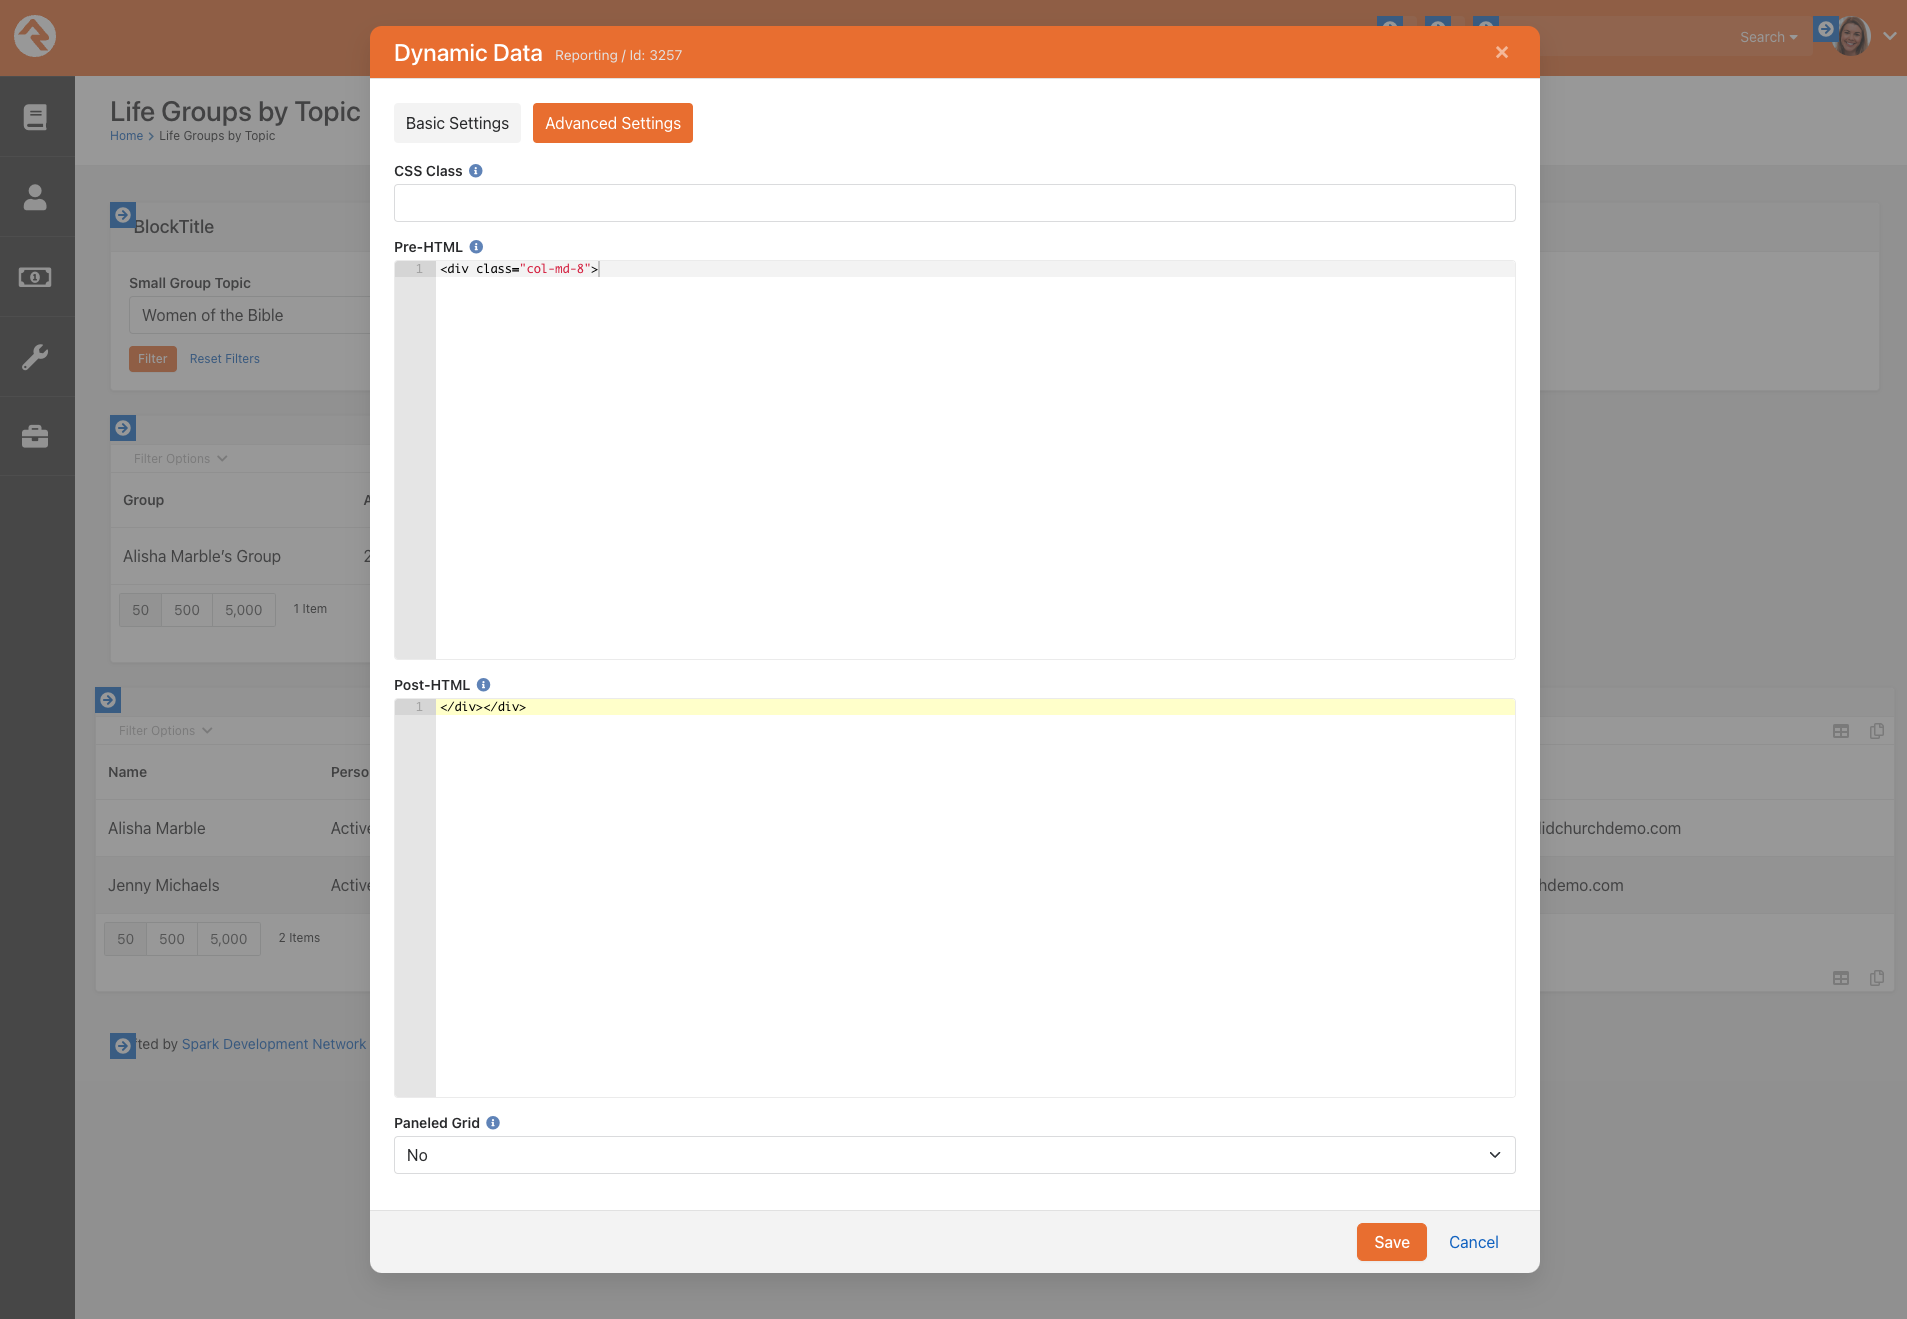 Search
Dynamic Data Reporting / Id: 3257
Life Groups by Topic
Home > Life Groups by Topic
Basic Settings Advanced Settings
CSS Class
BlockTitle
Pre-HTML
1 <div class="col-md-8">
Small Group Topic
Women of the Bible
Filter Reset Filters
Filter Options
Group A
Alisha Marble's Group 2
50 500 5,000 1 Item
Post-HTML
1 </div></div>
Filter Options
Name Perso
Alisha Marble Active lidchurchdemo.com
Jenny Michaels Active hdemo.com
50 500 5,000 2 Items
fted by Spark Development Network
Paneled Grid
No
Save Cancel